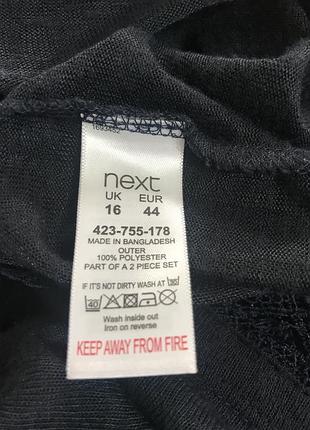 next
UK EUR
16 44
423-755-178
MADE IN BANGLADESH
OUTER
100% POLYESTER
PART OF A 2 PIECE SET
IF IT'S NOT DIRTY WASH AT 30
40
Wash inside out
Iron on reverse
KEEP AWAY FROM FIRE